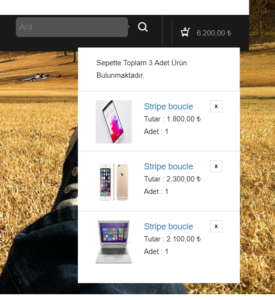 Ara
6.200,00 ₺
Sepette Toplam 3 Adet Ürün
Bulunmaktadır.
Stripe boucle
x
Tutar : 1.800,00 ₺
Adet : 1
Stripe boucle
x
Tutar : 2.300,00 ₺
Adet : 1
Stripe boucle
x
Tutar : 2.100,00 ₺
Adet : 1